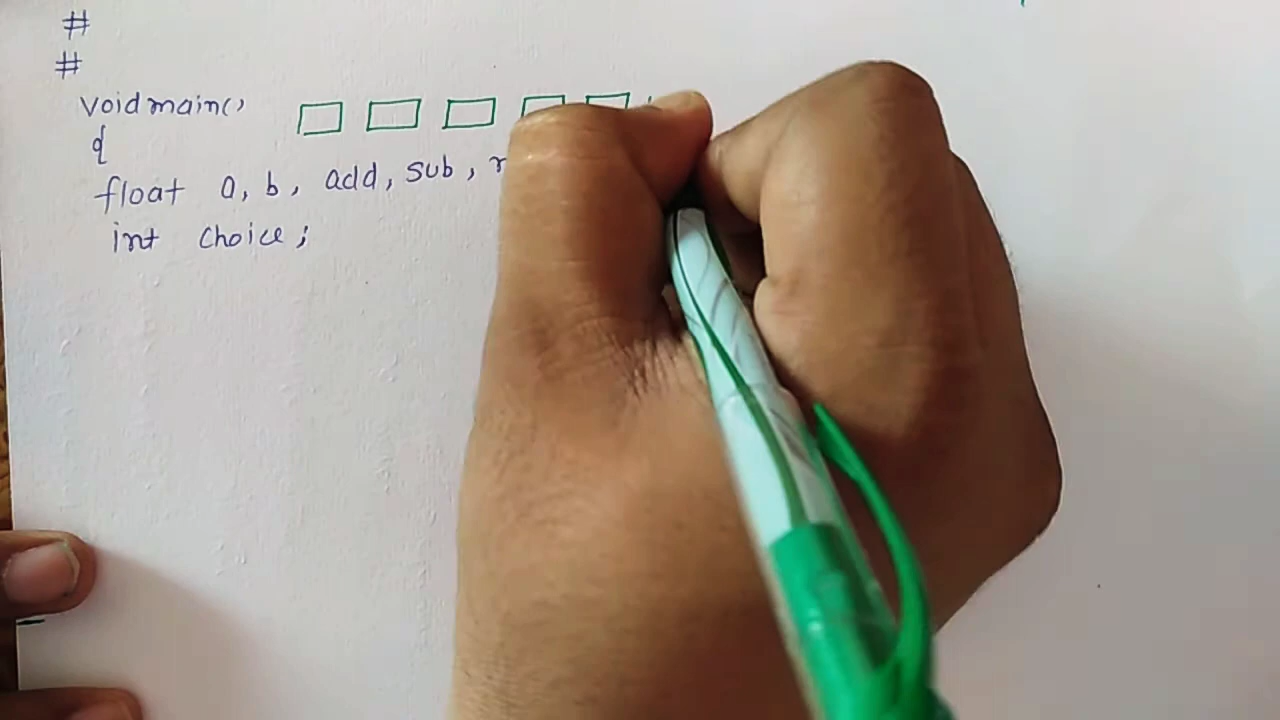 #
#
void main()
{
float a, b, add, sub,
int choice;